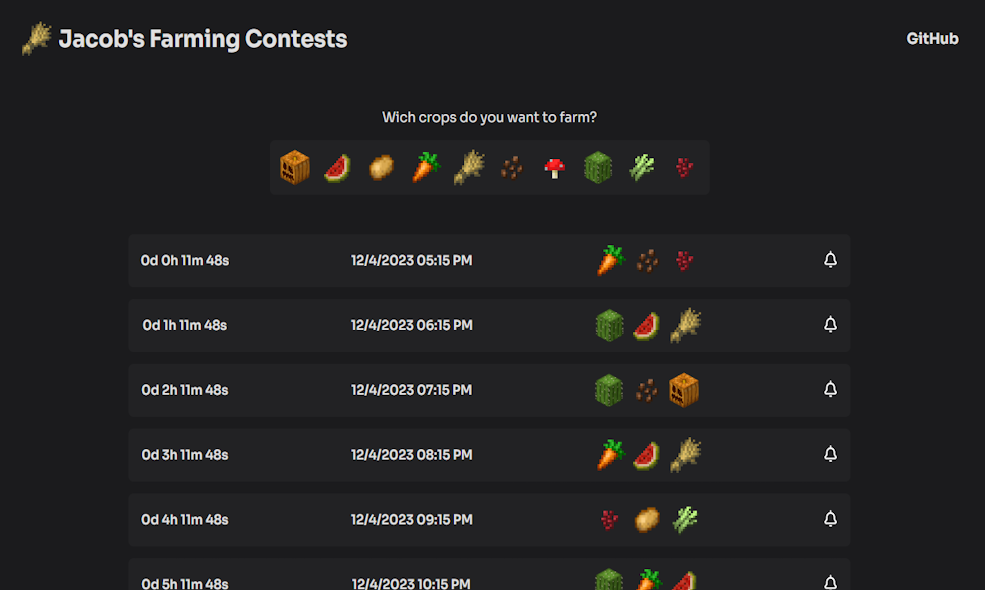 Jacob's Farming Contests
GitHub
Wich crops do you want to farm?
0d 0h 11m 48s 12/4/2023 05:15 PM
0d 1h 11m 48s 12/4/2023 06:15 PM
0d 2h 11m 48s 12/4/2023 07:15 PM
0d 3h 11m 48s 12/4/2023 08:15 PM
0d 4h 11m 48s 12/4/2023 09:15 PM
0d 5h 11m 48s 12/4/2023 10:15 PM